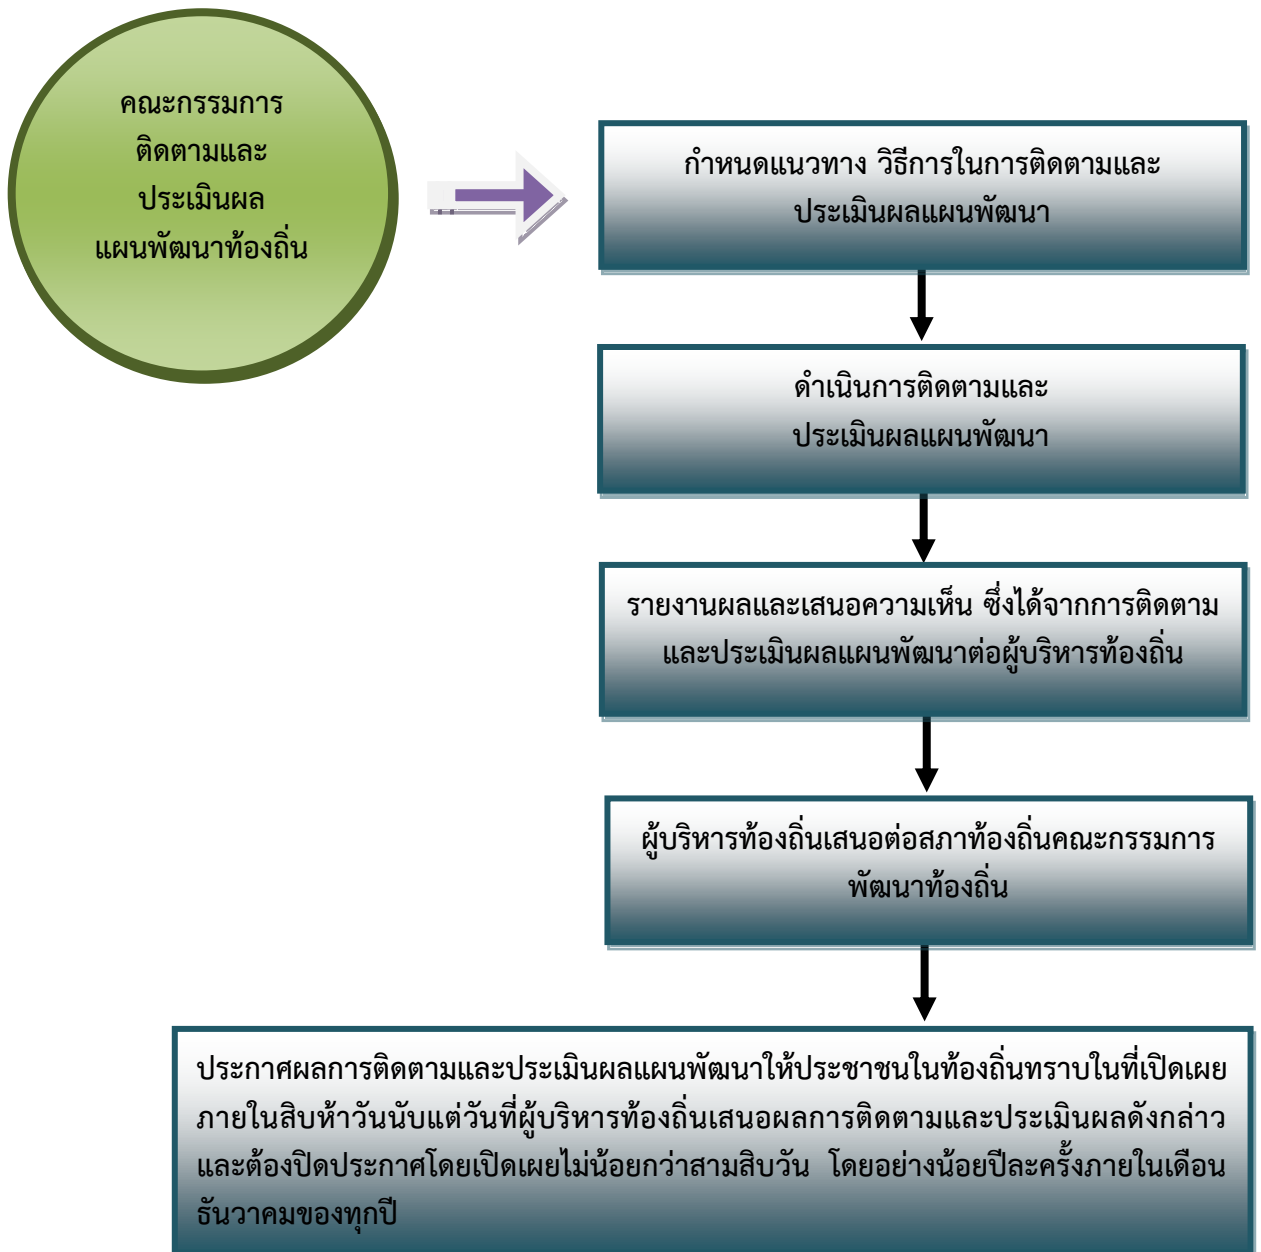 คณะกรรมการ
ติดตามและ
ประเมินผล
แผนพัฒนาท้องถิ่น
กำหนดแนวทาง วิธีการในการติดตามและ
ประเมินผลแผนพัฒนา
ดำเนินการติดตามและ
ประเมินผลแผนพัฒนา
รายงานผลและเสนอความเห็น ซึ่งได้จากการติดตาม
และประเมินผลแผนพัฒนาต่อผู้บริหารท้องถิ่น
ผู้บริหารท้องถิ่นเสนอต่อสภาท้องถิ่นคณะกรรมการ
พัฒนาท้องถิ่น
ประกาศผลการติดตามและประเมินผลแผนพัฒนาให้ประชาชนในท้องถิ่นทราบในที่เปิดเผย
ภายในสิบห้าวันนับแต่วันที่ผู้บริหารท้องถิ่นเสนอผลการติดตามและประเมินผลดังกล่าว
และต้องปิดประกาศโดยเปิดเผยไม่น้อยกว่าสามสิบวัน โดยอย่างน้อยปีละครั้งภายในเดือน
ธันวาคมของทุกปี